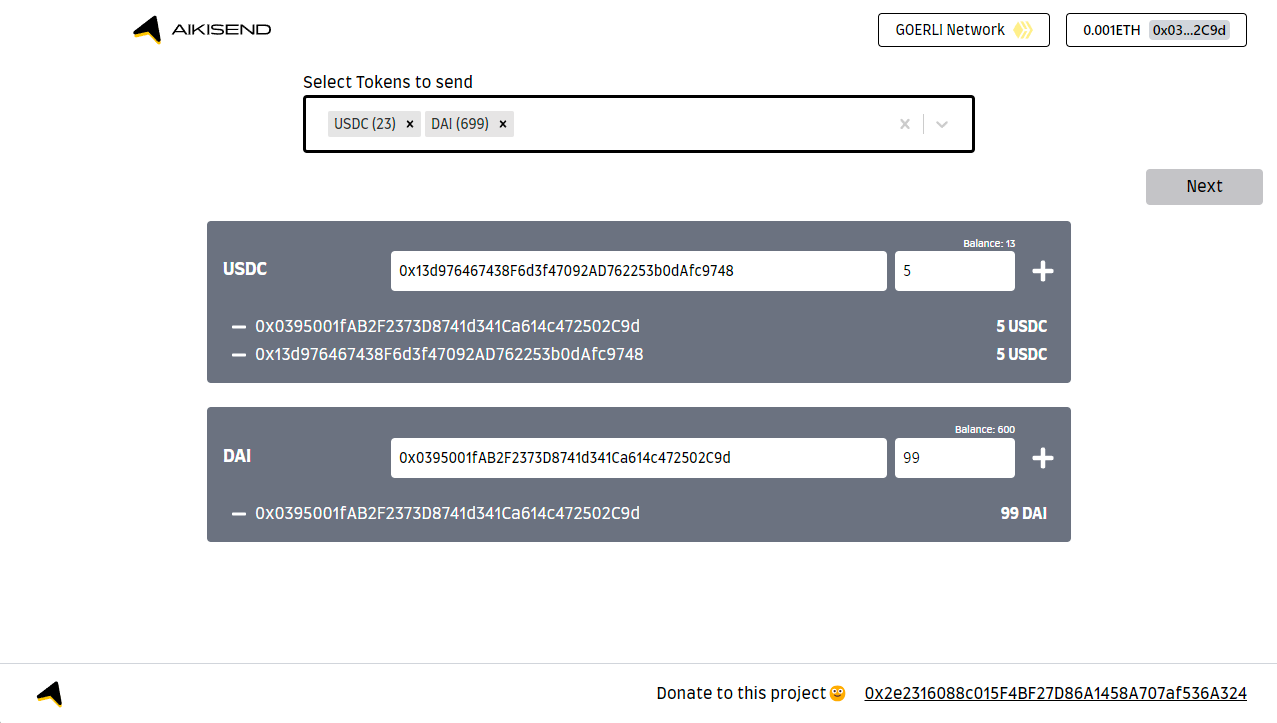 AIKISEND
GOERLI Network
0.001ETH 0x03...2C9d
Select Tokens to send
USDC (23) × DAI (699) ×
Next
Balance: 13
USDC 0x13d976467438F6d3f47092AD762253b0dAfc9748 5
0x0395001fAB2F2373D8741d341Ca614c472502C9d 5 USDC
0x13d976467438F6d3f47092AD762253b0dAfc9748 5 USDC
Balance: 600
DAI 0x0395001fAB2F2373D8741d341Ca614c472502C9d 99
0x0395001fAB2F2373D8741d341Ca614c472502C9d 99 DAI
Donate to this project 0x2e2316088c015F4BF27D86A1458A707af536A324